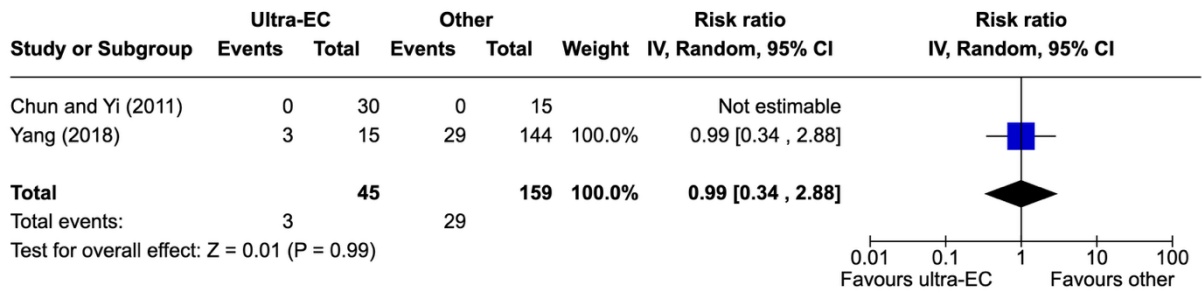 Ultra-EC Other Risk ratio Risk ratio
Study or Subgroup Events Total Events Total Weight IV, Random, 95% CI IV, Random, 95% CI
Chun and Yi (2011) 0 30 0 15 Not estimable
Yang (2018) 3 15 29 144 100.0% 0.99 [0.34 , 2.88]
Total 45 159 100.0% 0.99 [0.34 , 2.88]
Total events: 3 29
Test for overall effect: Z = 0.01 (P = 0.99)
0.01 0.1 1 10 100
Favours ultra-EC Favours other